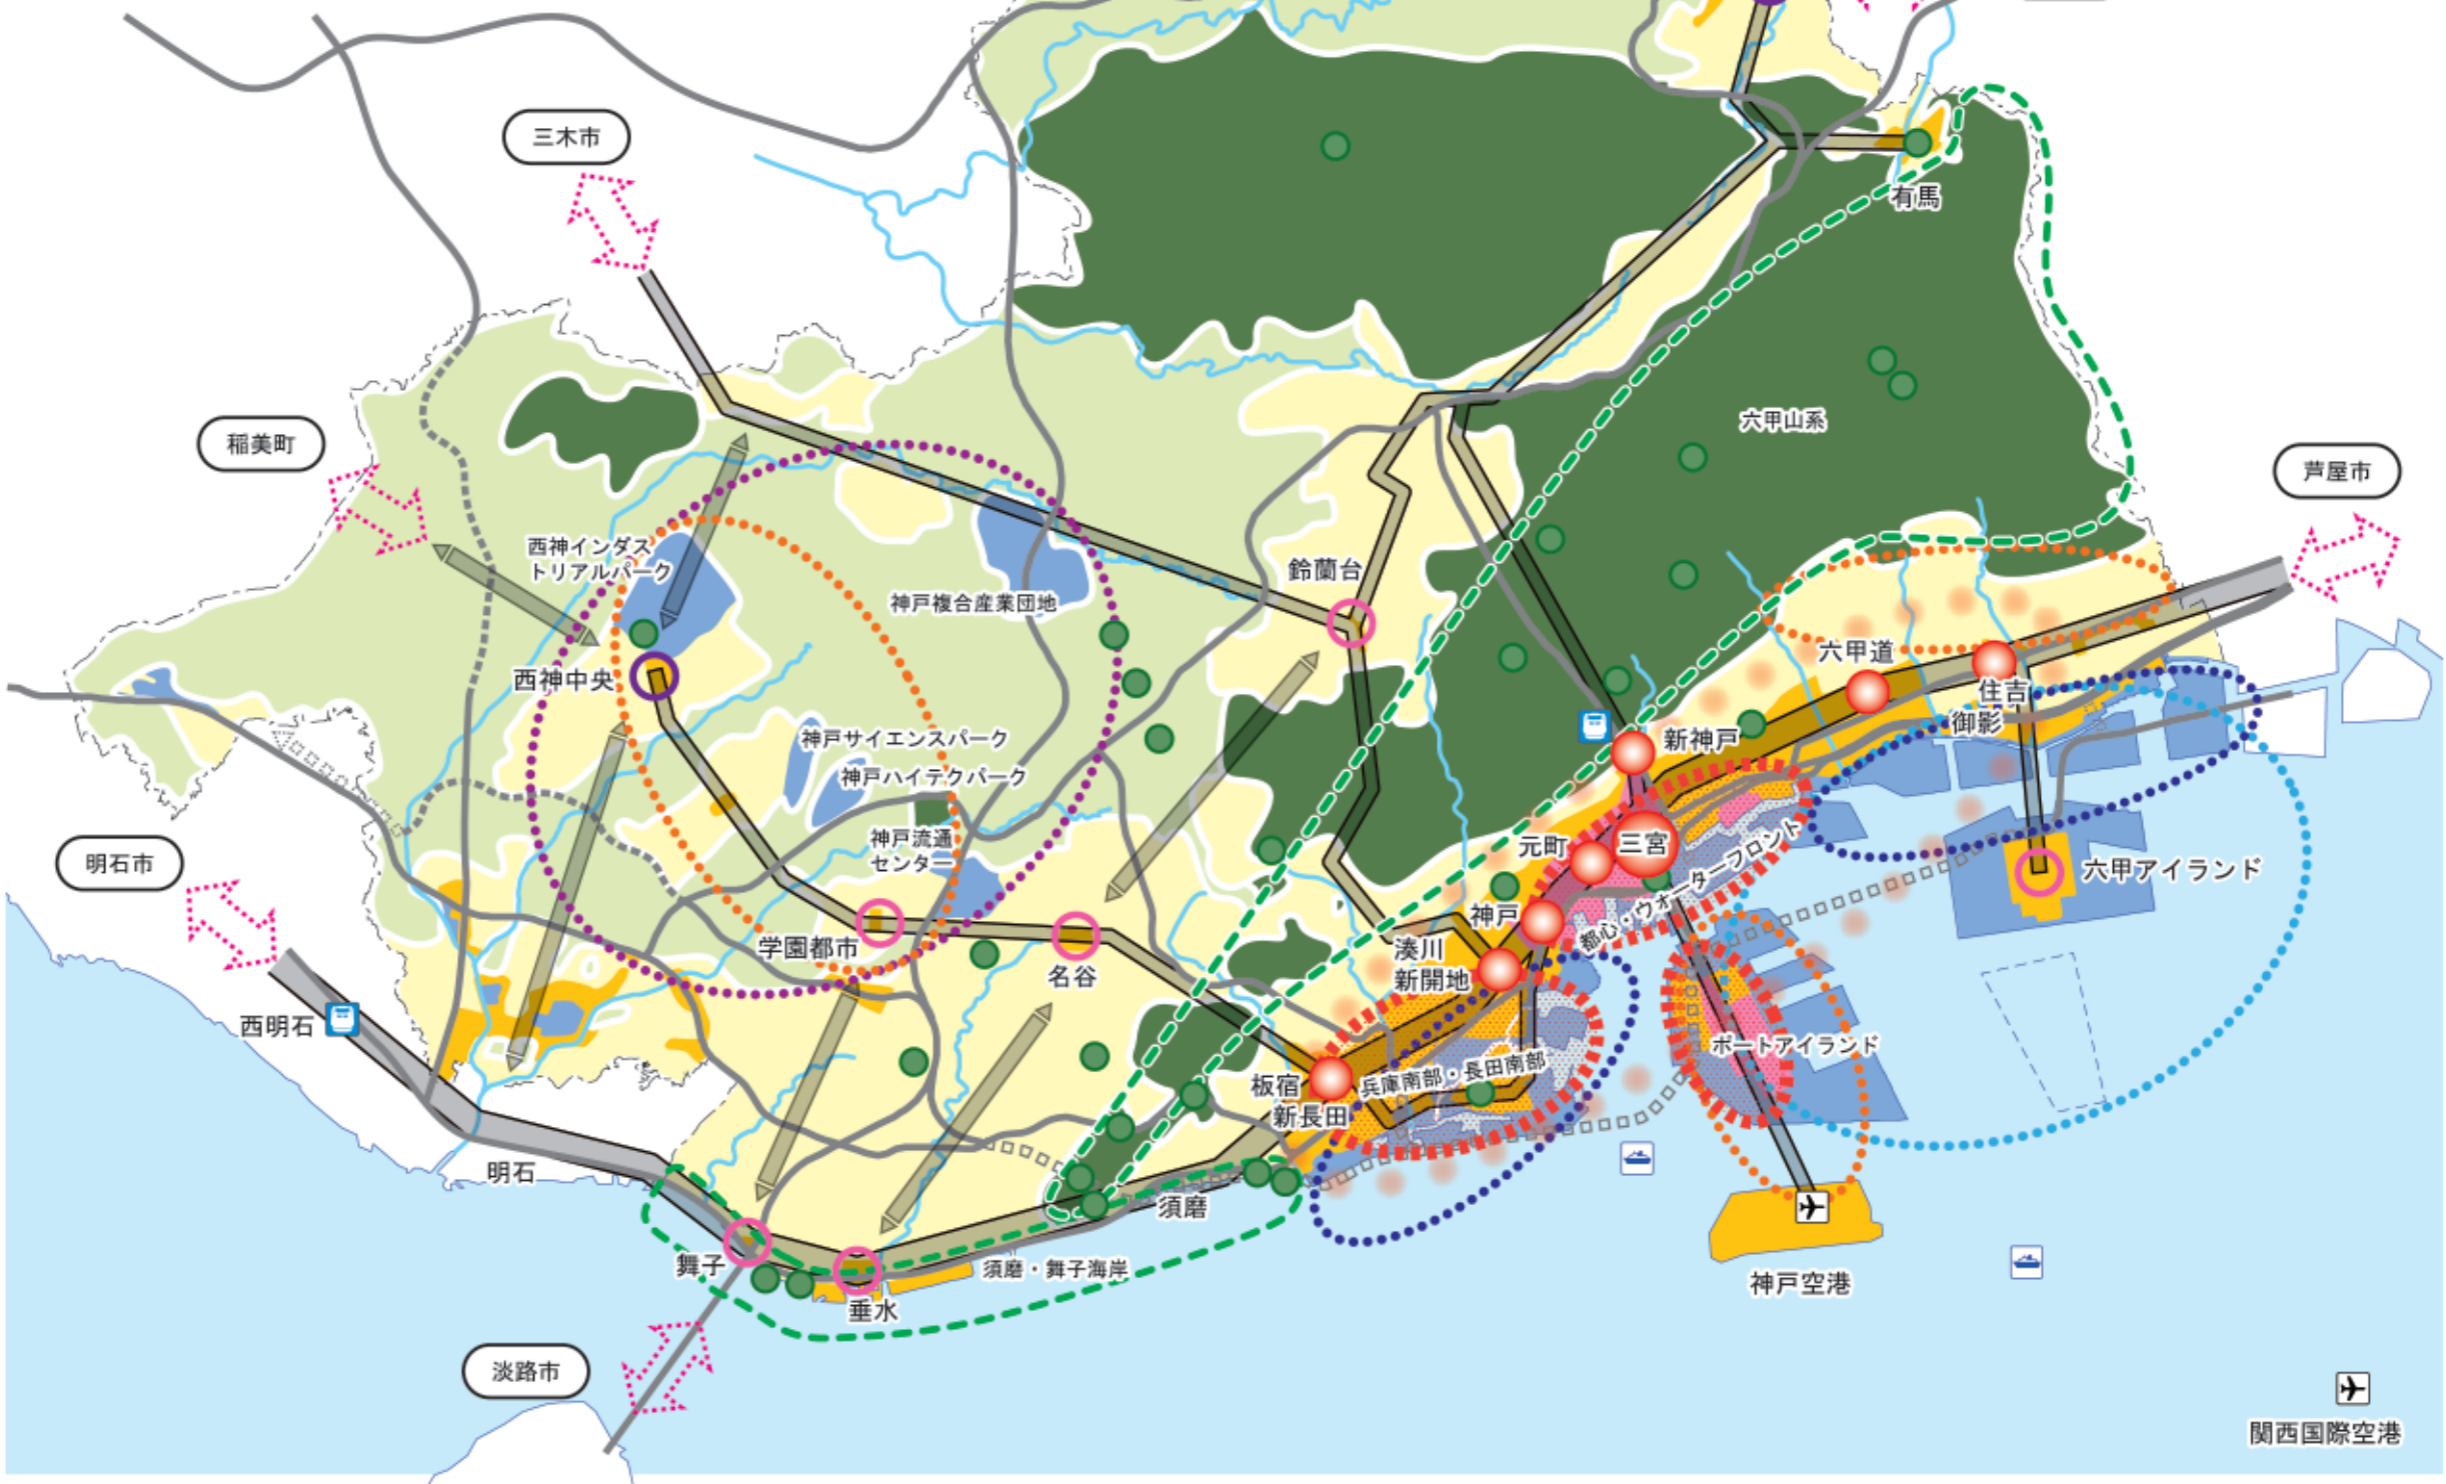 三木市
有馬
稲美町
六甲山系
芦屋市
西神インダス
トリアルパーク
鈴蘭台
神戸複合産業団地
西神中央
六甲道
住吉
御影
新神戸
神戸サイエンスパーク
神戸ハイテクパーク
神戸流通
センター
元町
三宮
明石市
六甲アイランド
都心・ウォーターフロント
神戸
学園都市
名谷
湊川
新開地
西明石
ポートアイランド
兵庫南部・長田南部
板宿
新長田
明石
須磨
舞子
須磨・舞子海岸
垂水
神戸空港
淡路市
関西国際空港